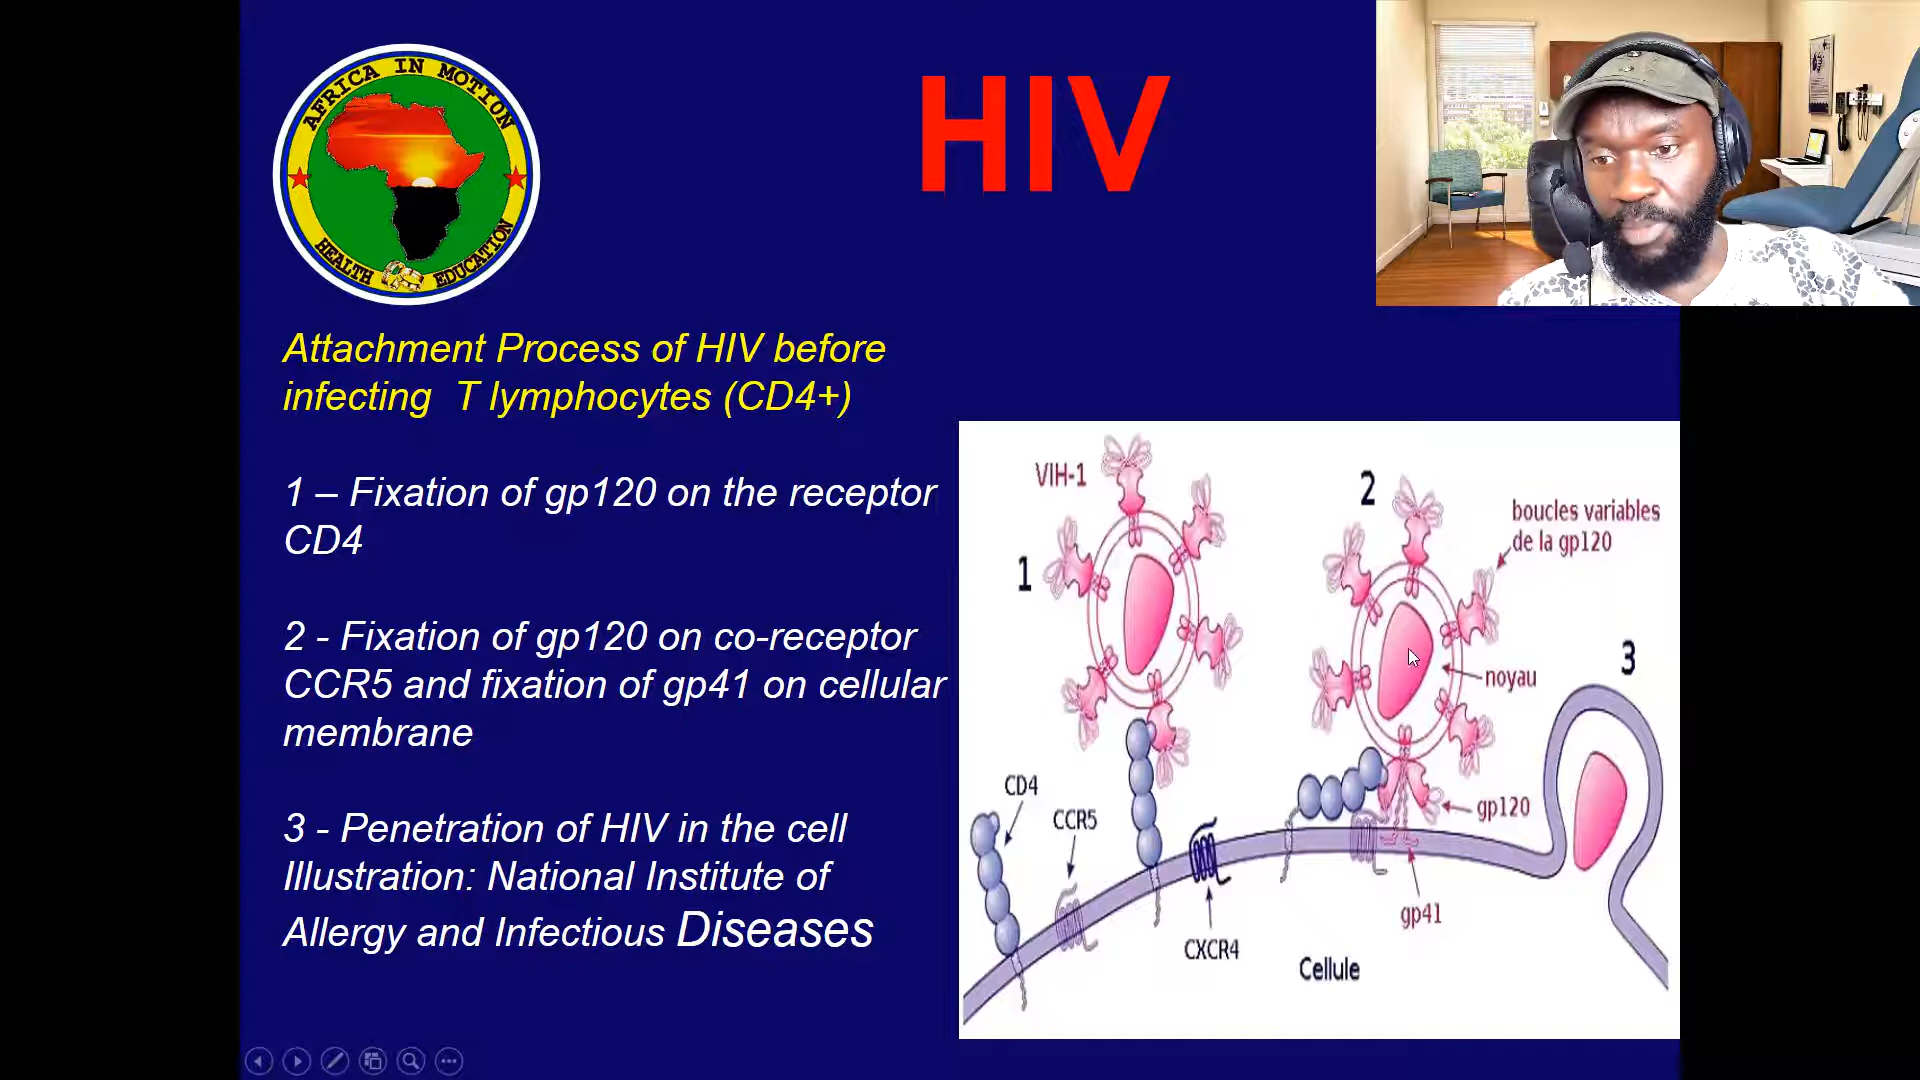 AFRICA IN MOTION
HEALTH EDUCATION
HIV
Attachment Process of HIV before
infecting T lymphocytes (CD4+)
1 – Fixation of gp120 on the receptor
CD4
2 - Fixation of gp120 on co-receptor
CCR5 and fixation of gp41 on cellular
membrane
3 - Penetration of HIV in the cell
Illustration: National Institute of
Allergy and Infectious Diseases
VIH-1
1
2
boucles variables
de la gp120
noyau
3
CD4
CCR5
gp120
CXCR4
gp41
Cellule